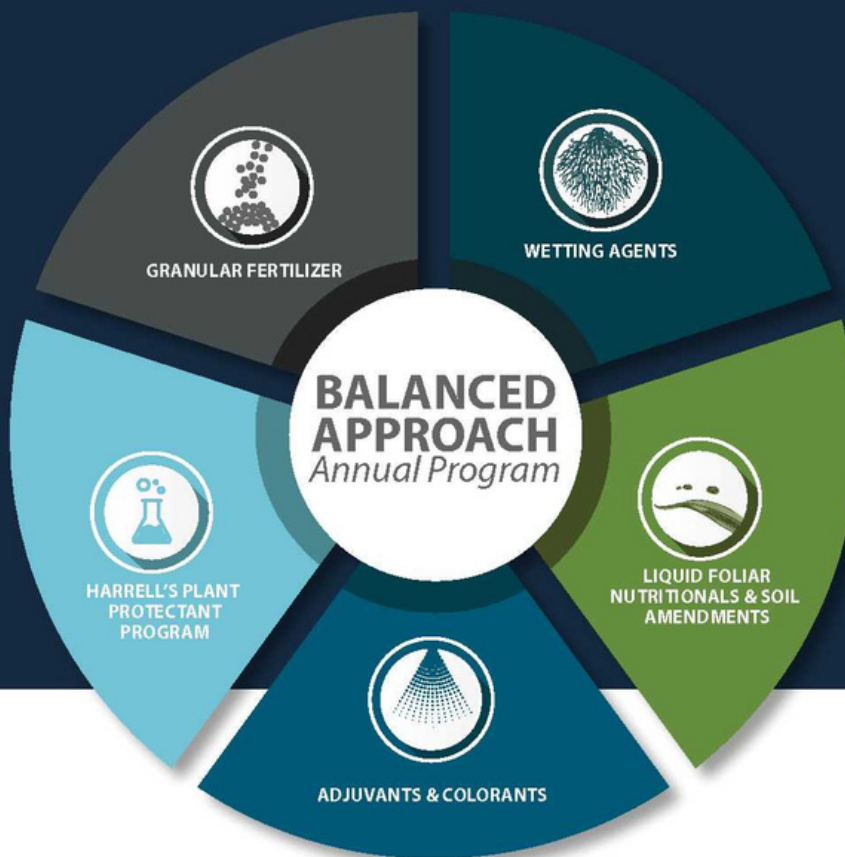 GRANULAR FERTILIZER
WETTING AGENTS
BALANCED
APPROACH
Annual Program
HARRELL'S PLANT
PROTECTANT
PROGRAM
LIQUID FOLIAR
NUTRITIONALS & SOIL
AMENDMENTS
ADJUVANTS & COLORANTS